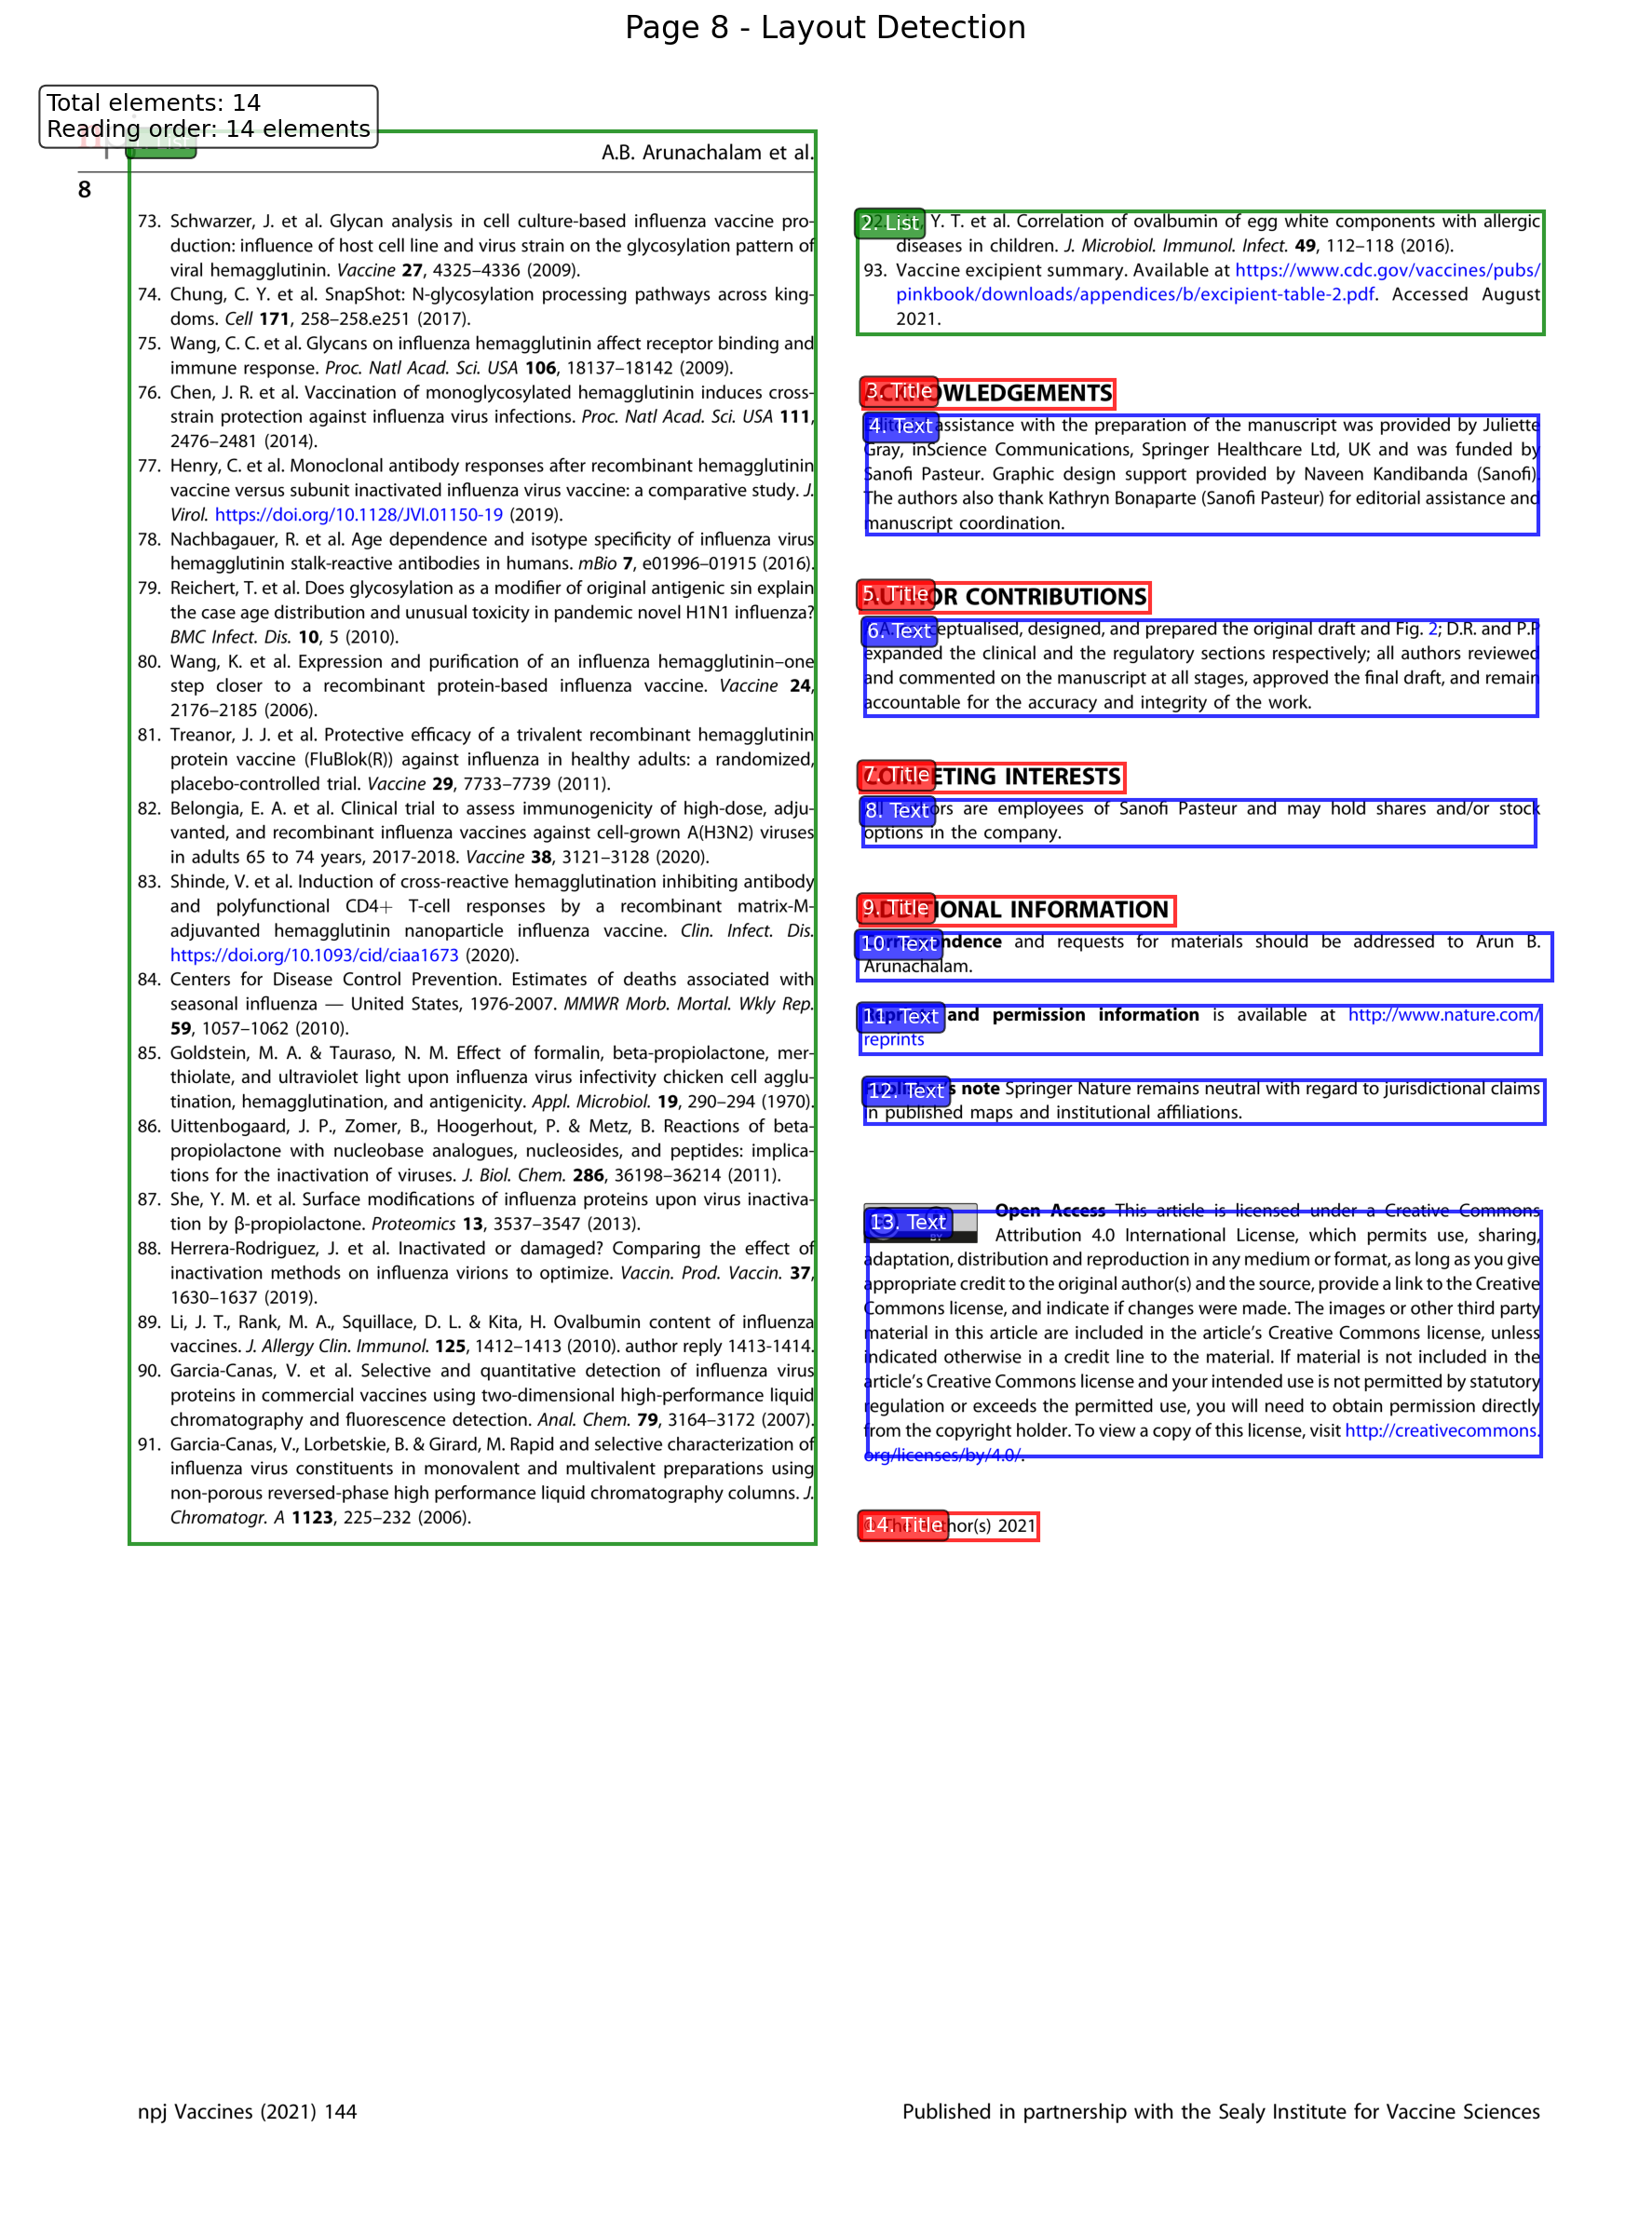 Page 8 - Layout Detection
Total elements: 14
Reading order: 14 elements
A.B. Arunachalam et al.
8
73. Schwarzer, J. et al. Glycan analysis in cell culture-based influenza vaccine pro-
duction: influence of host cell line and virus strain on the glycosylation pattern of
viral hemagglutinin. Vaccine 27, 4325–4336 (2009).
74. Chung, C. Y. et al. SnapShot: N-glycosylation processing pathways across king-
doms. Cell 171, 258–258.e251 (2017).
75. Wang, C. C. et al. Glycans on influenza hemagglutinin affect receptor binding and
immune response. Proc. Natl Acad. Sci. USA 106, 18137–18142 (2009).
76. Chen, J. R. et al. Vaccination of monoglycosylated hemagglutinin induces cross-
strain protection against influenza virus infections. Proc. Natl Acad. Sci. USA 111,
2476–2481 (2014).
77. Henry, C. et al. Monoclonal antibody responses after recombinant hemagglutinin
vaccine versus subunit inactivated influenza virus vaccine: a comparative study. J.
Virol. https://doi.org/10.1128/JVI.01150-19 (2019).
78. Nachbagauer, R. et al. Age dependence and isotype specificity of influenza virus
hemagglutinin stalk-reactive antibodies in humans. mBio 7, e01996–01915 (2016).
79. Reichert, T. et al. Does glycosylation as a modifier of original antigenic sin explain
the case age distribution and unusual toxicity in pandemic novel H1N1 influenza?
BMC Infect. Dis. 10, 5 (2010).
80. Wang, K. et al. Expression and purification of an influenza hemagglutinin–one
step closer to a recombinant protein-based influenza vaccine. Vaccine 24,
2176–2185 (2006).
81. Treanor, J. J. et al. Protective efficacy of a trivalent recombinant hemagglutinin
protein vaccine (FluBlok(R)) against influenza in healthy adults: a randomized,
placebo-controlled trial. Vaccine 29, 7733–7739 (2011).
82. Belongia, E. A. et al. Clinical trial to assess immunogenicity of high-dose, adju-
vanted, and recombinant influenza vaccines against cell-grown A(H3N2) viruses
in adults 65 to 74 years, 2017-2018. Vaccine 38, 3121–3128 (2020).
83. Shinde, V. et al. Induction of cross-reactive hemagglutination inhibiting antibody
and polyfunctional CD4+ T-cell responses by a recombinant matrix-M-
adjuvanted hemagglutinin nanoparticle influenza vaccine. Clin. Infect. Dis.
https://doi.org/10.1093/cid/ciaa1673 (2020).
84. Centers for Disease Control Prevention. Estimates of deaths associated with
seasonal influenza — United States, 1976-2007. MMWR Morb. Mortal. Wkly Rep.
59, 1057–1062 (2010).
85. Goldstein, M. A. & Tauraso, N. M. Effect of formalin, beta-propiolactone, mer-
thiolate, and ultraviolet light upon influenza virus infectivity chicken cell agglu-
tination, hemagglutination, and antigenicity. Appl. Microbiol. 19, 290–294 (1970).
86. Uittenbogaard, J. P., Zomer, B., Hoogerhout, P. & Metz, B. Reactions of beta-
propiolactone with nucleobase analogues, nucleosides, and peptides: implica-
tions for the inactivation of viruses. J. Biol. Chem. 286, 36198–36214 (2011).
87. She, Y. M. et al. Surface modifications of influenza proteins upon virus inactiva-
tion by β-propiolactone. Proteomics 13, 3537–3547 (2013).
88. Herrera-Rodriguez, J. et al. Inactivated or damaged? Comparing the effect of
inactivation methods on influenza virions to optimize. Vaccin. Prod. Vaccin. 37,
1630–1637 (2019).
89. Li, J. T., Rank, M. A., Squillace, D. L. & Kita, H. Ovalbumin content of influenza
vaccines. J. Allergy Clin. Immunol. 125, 1412–1413 (2010). author reply 1413-1414.
90. Garcia-Canas, V. et al. Selective and quantitative detection of influenza virus
proteins in commercial vaccines using two-dimensional high-performance liquid
chromatography and fluorescence detection. Anal. Chem. 79, 3164–3172 (2007).
91. Garcia-Canas, V., Lorbetskie, B. & Girard, M. Rapid and selective characterization of
influenza virus constituents in monovalent and multivalent preparations using
non-porous reversed-phase high performance liquid chromatography columns. J.
Chromatogr. A 1123, 225–232 (2006).
2. List Y. T. et al. Correlation of ovalbumin of egg white components with allergic
diseases in children. J. Microbiol. Immunol. Infect. 49, 112–118 (2016).
93. Vaccine excipient summary. Available at https://www.cdc.gov/vaccines/pubs/
pinkbook/downloads/appendices/b/excipient-table-2.pdf. Accessed August
2021.
3. Title ACKNOWLEDGEMENTS
4. Text assistance with the preparation of the manuscript was provided by Juliette
Gray, inScience Communications, Springer Healthcare Ltd, UK and was funded by
Sanofi Pasteur. Graphic design support provided by Naveen Kandibanda (Sanofi).
The authors also thank Kathryn Bonaparte (Sanofi Pasteur) for editorial assistance and
manuscript coordination.
5. Title AUTHOR CONTRIBUTIONS
6. Text conceptualised, designed, and prepared the original draft and Fig. 2; D.R. and P.P
expanded the clinical and the regulatory sections respectively; all authors reviewed
and commented on the manuscript at all stages, approved the final draft, and remain
accountable for the accuracy and integrity of the work.
7. Title COMPETING INTERESTS
8. Text authors are employees of Sanofi Pasteur and may hold shares and/or stock
options in the company.
9. Title ADDITIONAL INFORMATION
10. Text Correspondence and requests for materials should be addressed to Arun B.
Arunachalam.
11. Text and permission information is available at http://www.nature.com/
reprints
12. Text Publisher's note Springer Nature remains neutral with regard to jurisdictional claims
in published maps and institutional affiliations.
13. Text Open Access This article is licensed under a Creative Commons
Attribution 4.0 International License, which permits use, sharing,
adaptation, distribution and reproduction in any medium or format, as long as you give
appropriate credit to the original author(s) and the source, provide a link to the Creative
Commons license, and indicate if changes were made. The images or other third party
material in this article are included in the article's Creative Commons license, unless
indicated otherwise in a credit line to the material. If material is not included in the
article's Creative Commons license and your intended use is not permitted by statutory
regulation or exceeds the permitted use, you will need to obtain permission directly
from the copyright holder. To view a copy of this license, visit http://creativecommons.
org/licenses/by/4.0/.
14. Title The Author(s) 2021
npj Vaccines (2021) 144
Published in partnership with the Sealy Institute for Vaccine Sciences